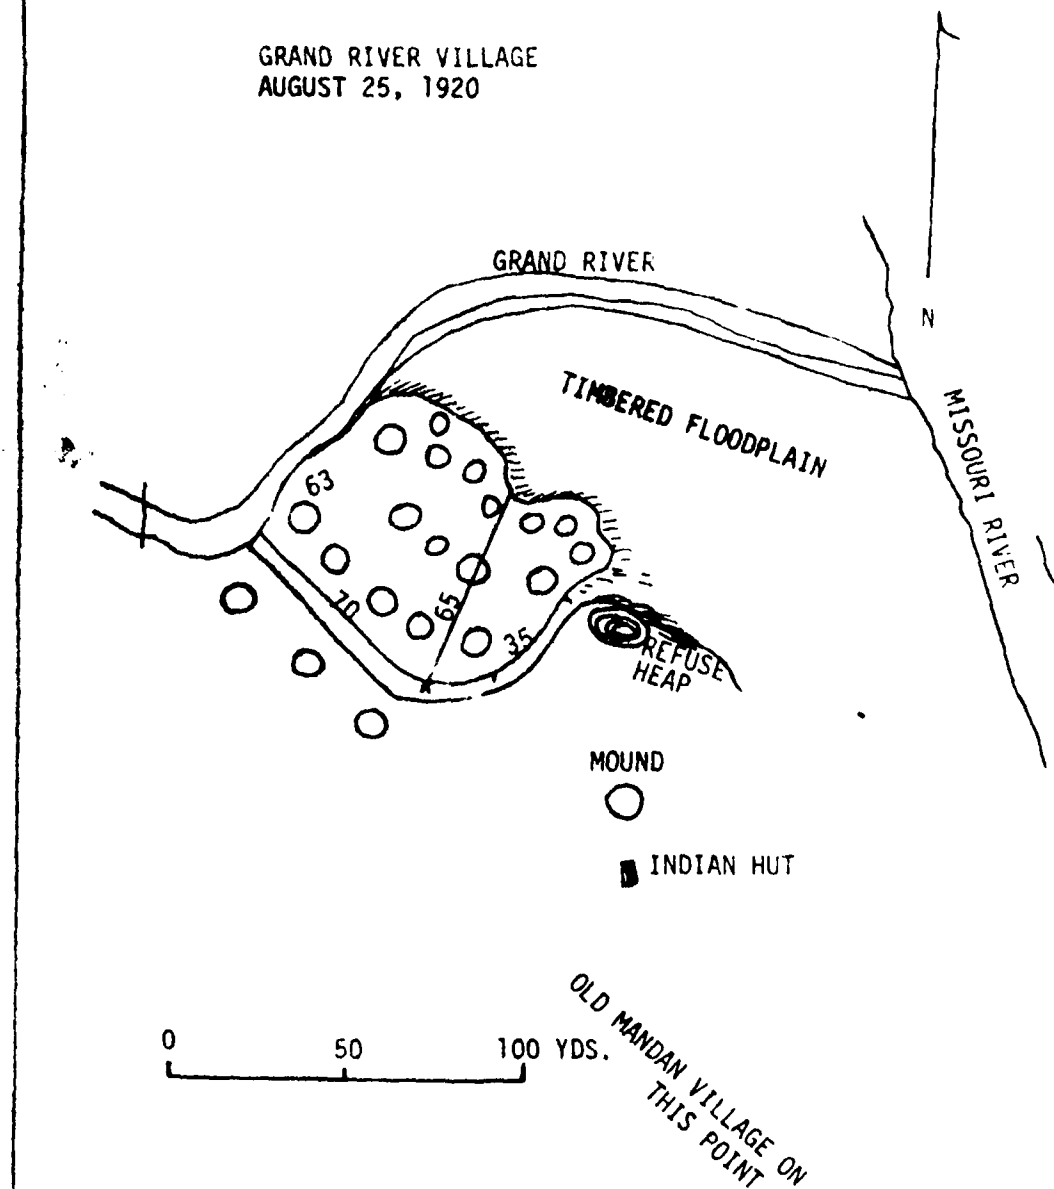 GRAND RIVER VILLAGE
AUGUST 25, 1920
GRAND RIVER
N
TIMBERED FLOODPLAIN
MISSOURI RIVER
63
70
65
35
REFUSE
HEAP
MOUND
INDIAN HUT
OLD MANDAN VILLAGE ON
THIS POINT
0 50 100 YDS.